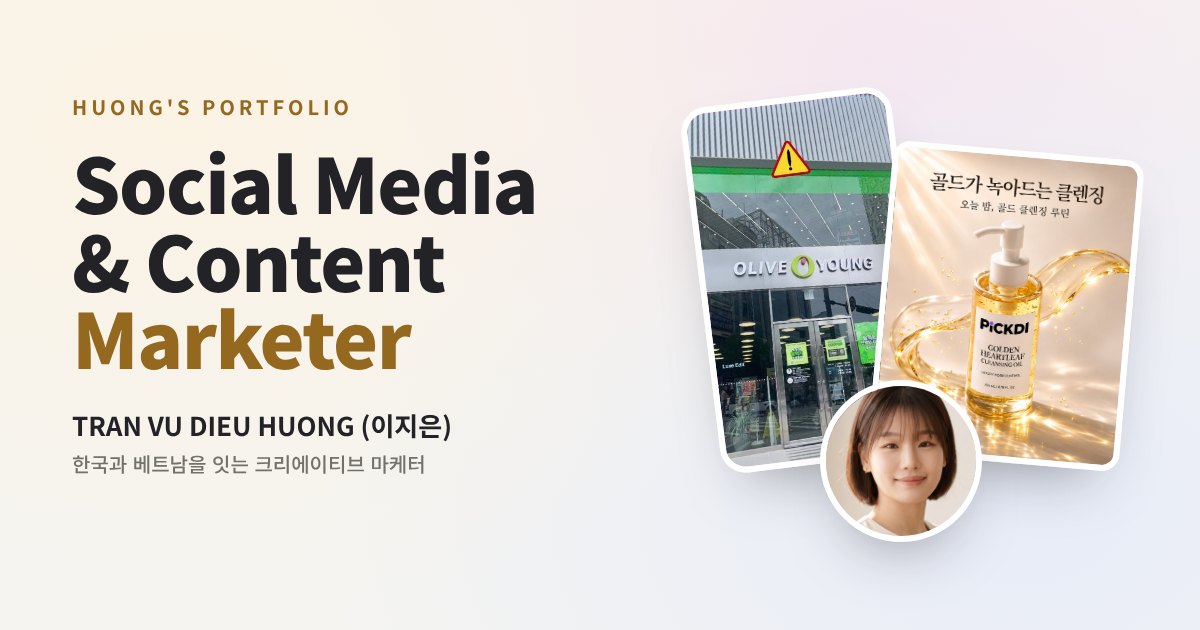 HUONG'S PORTFOLIO
Social Media
& Content
Marketer
TRAN VU DIEU HUONG (이지은)
한국과 베트남을 잇는 크리에이티브 마케터
OLIVE YOUNG
Luxe Edit
골드가 녹아드는 클렌징
오늘 밤, 골드 클렌징 루틴
PiCKDI
GOLDEN
HEARTLEAF
CLEANSING OIL